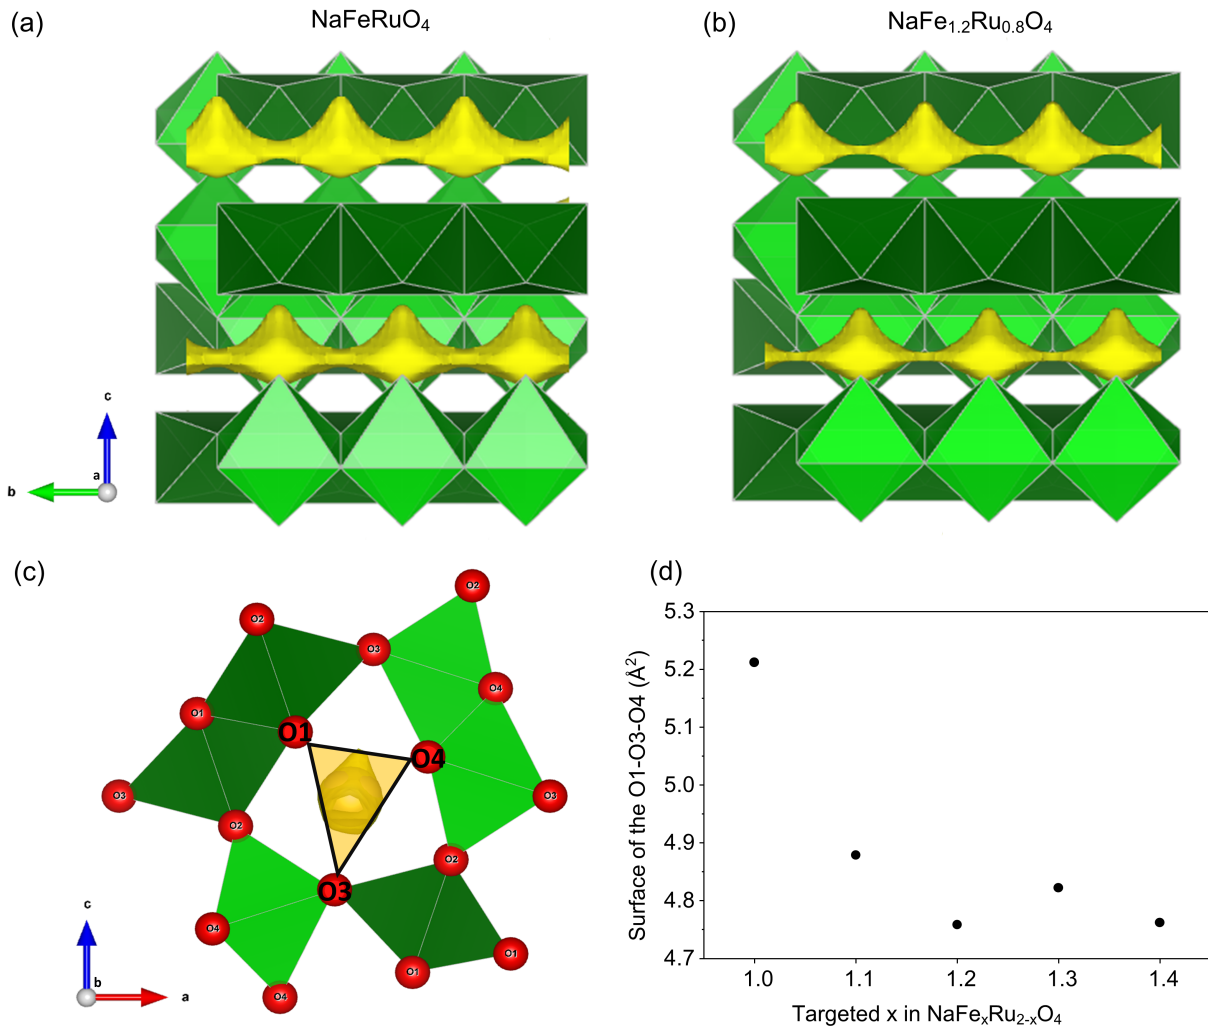 (a)
NaFeRuO4
(b)
NaFe1.2Ru0.8O4
c
a
b
(c)
O2
O2
O3
O1
O4
O1
O4
O3
O3
O2
O2
O3
O4
O1
O1
O4
c
b
a
(d)
Surface of the O1-O3-O4 (Å²)
5.3
5.2
5.1
5.0
4.9
4.8
4.7
1.0 1.1 1.2 1.3 1.4
Targeted x in NaFexRu2-xO4